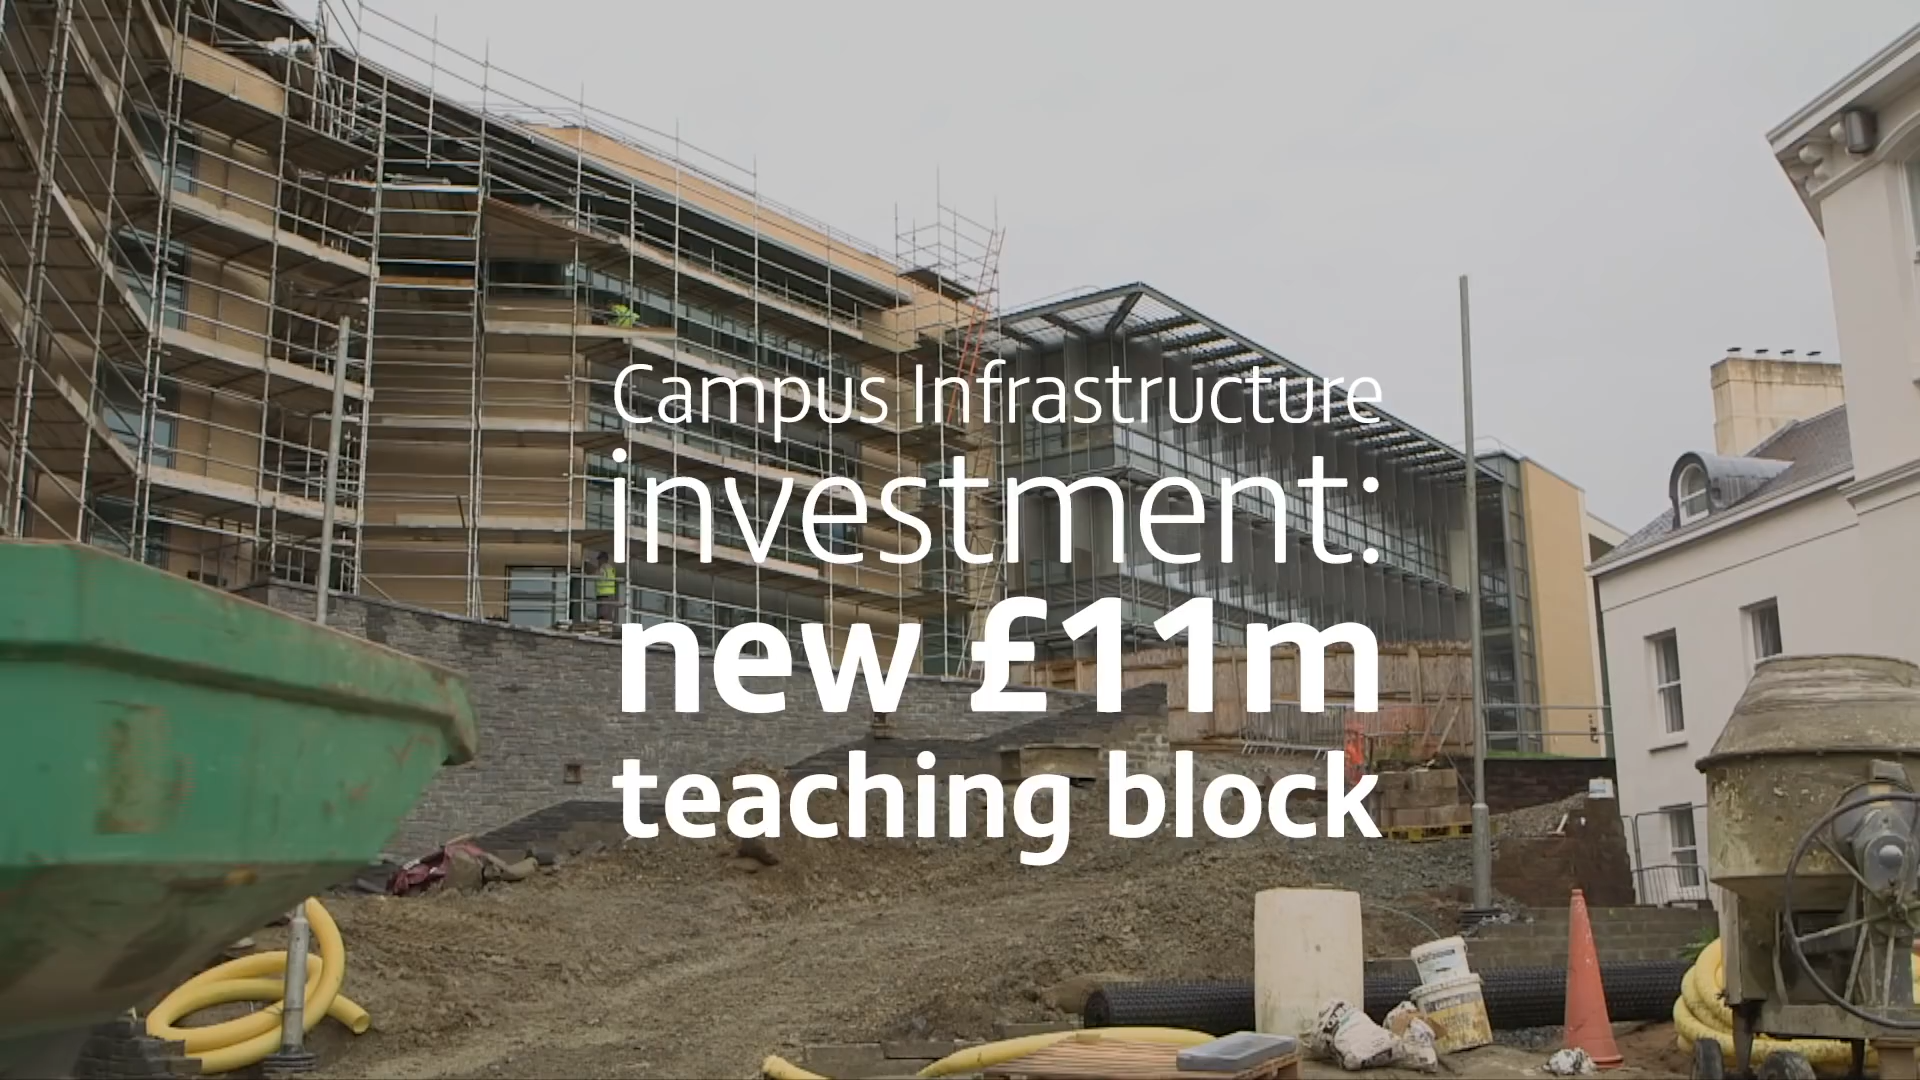 Campus Infrastructure
investment:
new £11m
teaching block